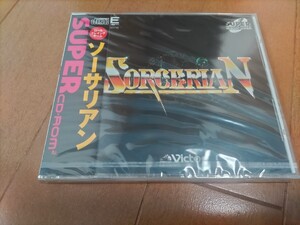 ソーサリアン
SUPER
CD-ROM²
SORCERIAN
Victor